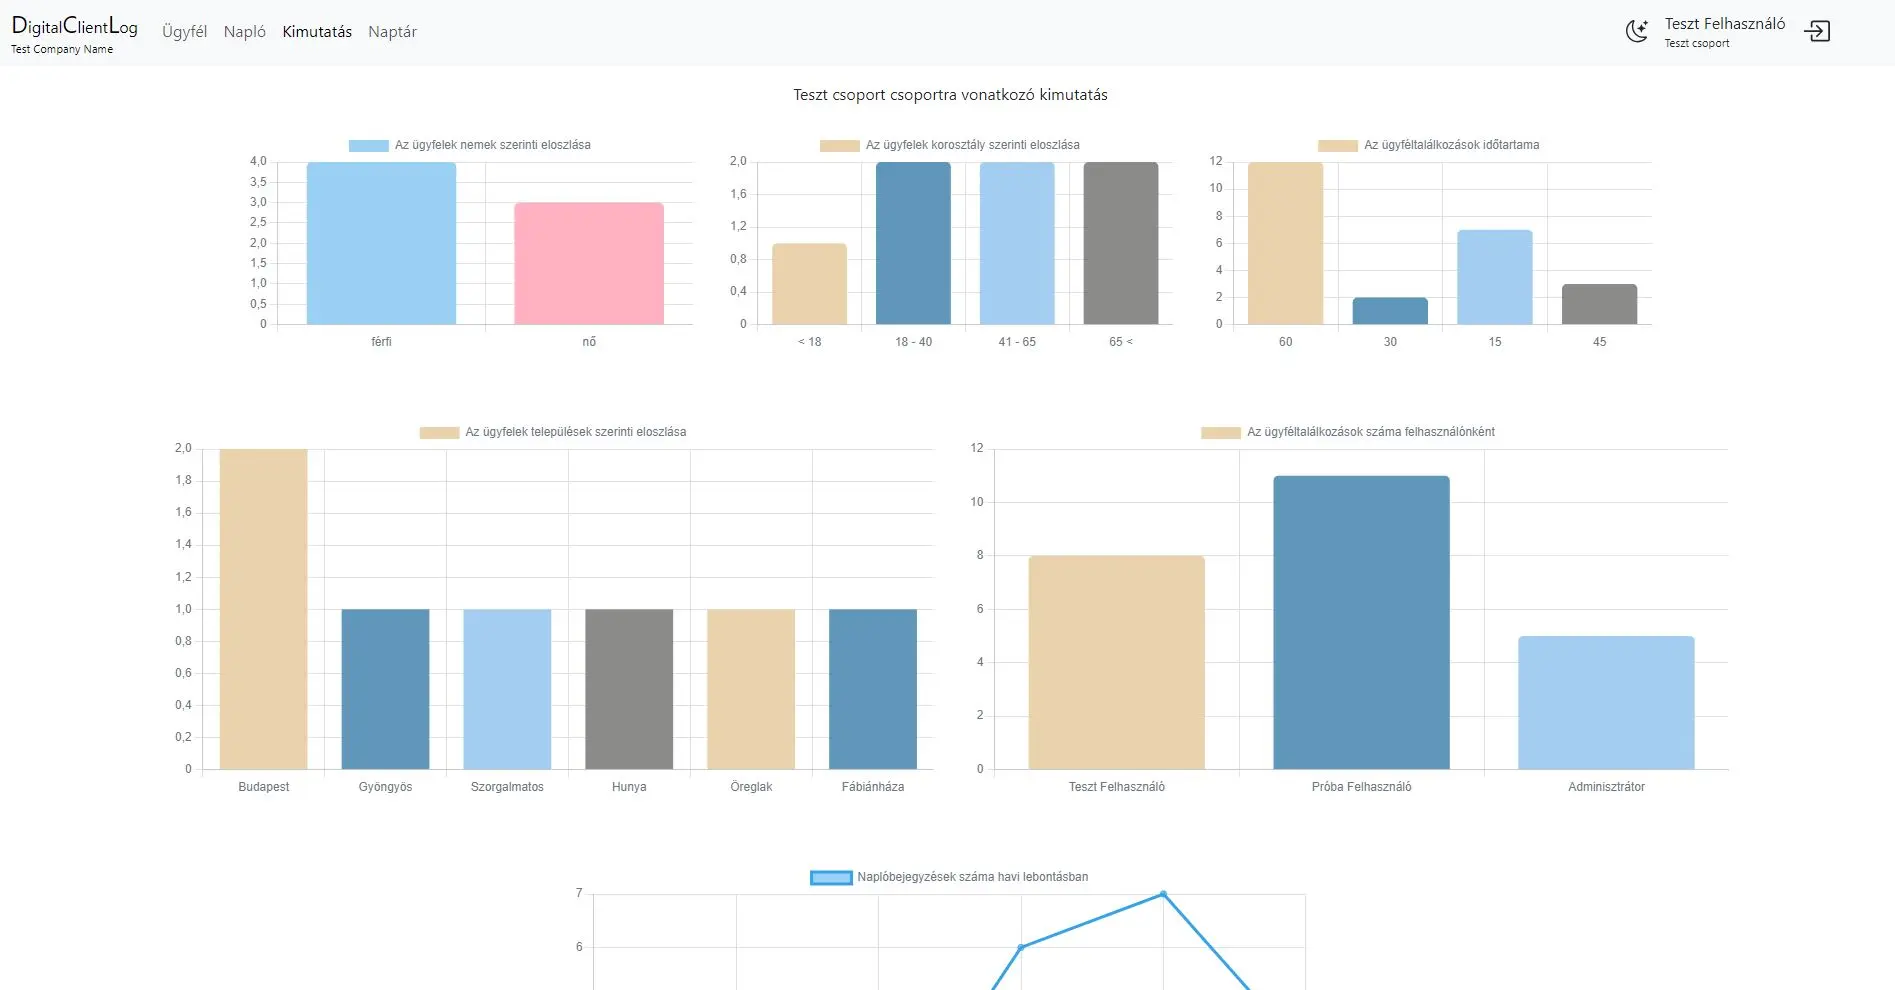 DigitalClientLog
Test Company Name
Ügyfél Napló Kimutatás Naptár
Teszt Felhasználó
Teszt csoport
Teszt csoport csoportra vonatkozó kimutatás
Az ügyfelek nemek szerinti eloszlása
4,0
3,5
3,0
2,5
2,0
1,5
1,0
0,5
0
férfi nő
Az ügyfelek korosztály szerinti eloszlása
2,0
1,6
1,2
0,8
0,4
0
< 18 18 - 40 41 - 65 65 <
Az ügyféltalálkozások időtartama
12
10
8
6
4
2
0
60 30 15 45
Az ügyfelek települések szerinti eloszlása
2,0
1,8
1,6
1,4
1,2
1,0
0,8
0,6
0,4
0,2
0
Budapest Gyöngyös Szorgalmatos Hunya Öreglak Fábiánháza
Az ügyféltalálkozások száma felhasználónként
12
10
8
6
4
2
0
Teszt Felhasználó Próba Felhasználó Adminisztrátor
Naplóbejegyzések száma havi lebontásban
7
6